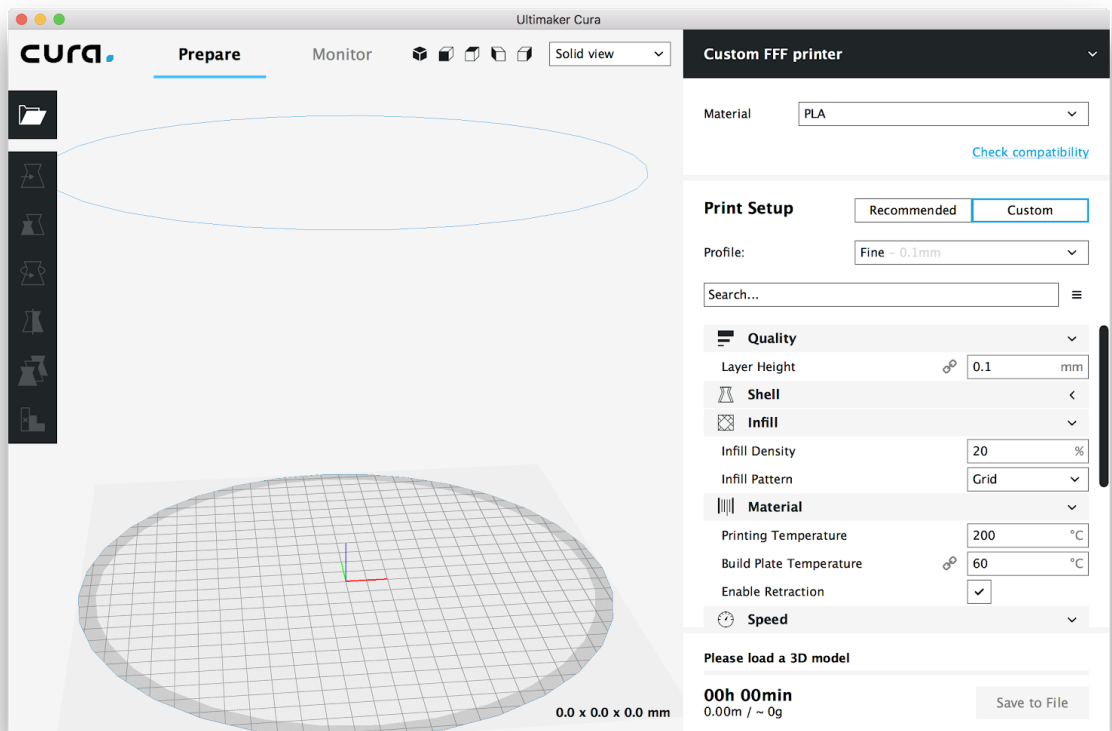 Ultimaker Cura
cura.
Prepare
Monitor
Solid view
Custom FFF printer
Material
PLA
Check compatibility
Print Setup
Recommended
Custom
Profile:
Fine - 0.1mm
Search...
Quality
Layer Height
0.1 mm
Shell
Infill
Infill Density
20 %
Infill Pattern
Grid
Material
Printing Temperature
200 °C
Build Plate Temperature
60 °C
Enable Retraction
Speed
Please load a 3D model
00h 00min
0.00m / ~ 0g
Save to File
0.0 x 0.0 x 0.0 mm